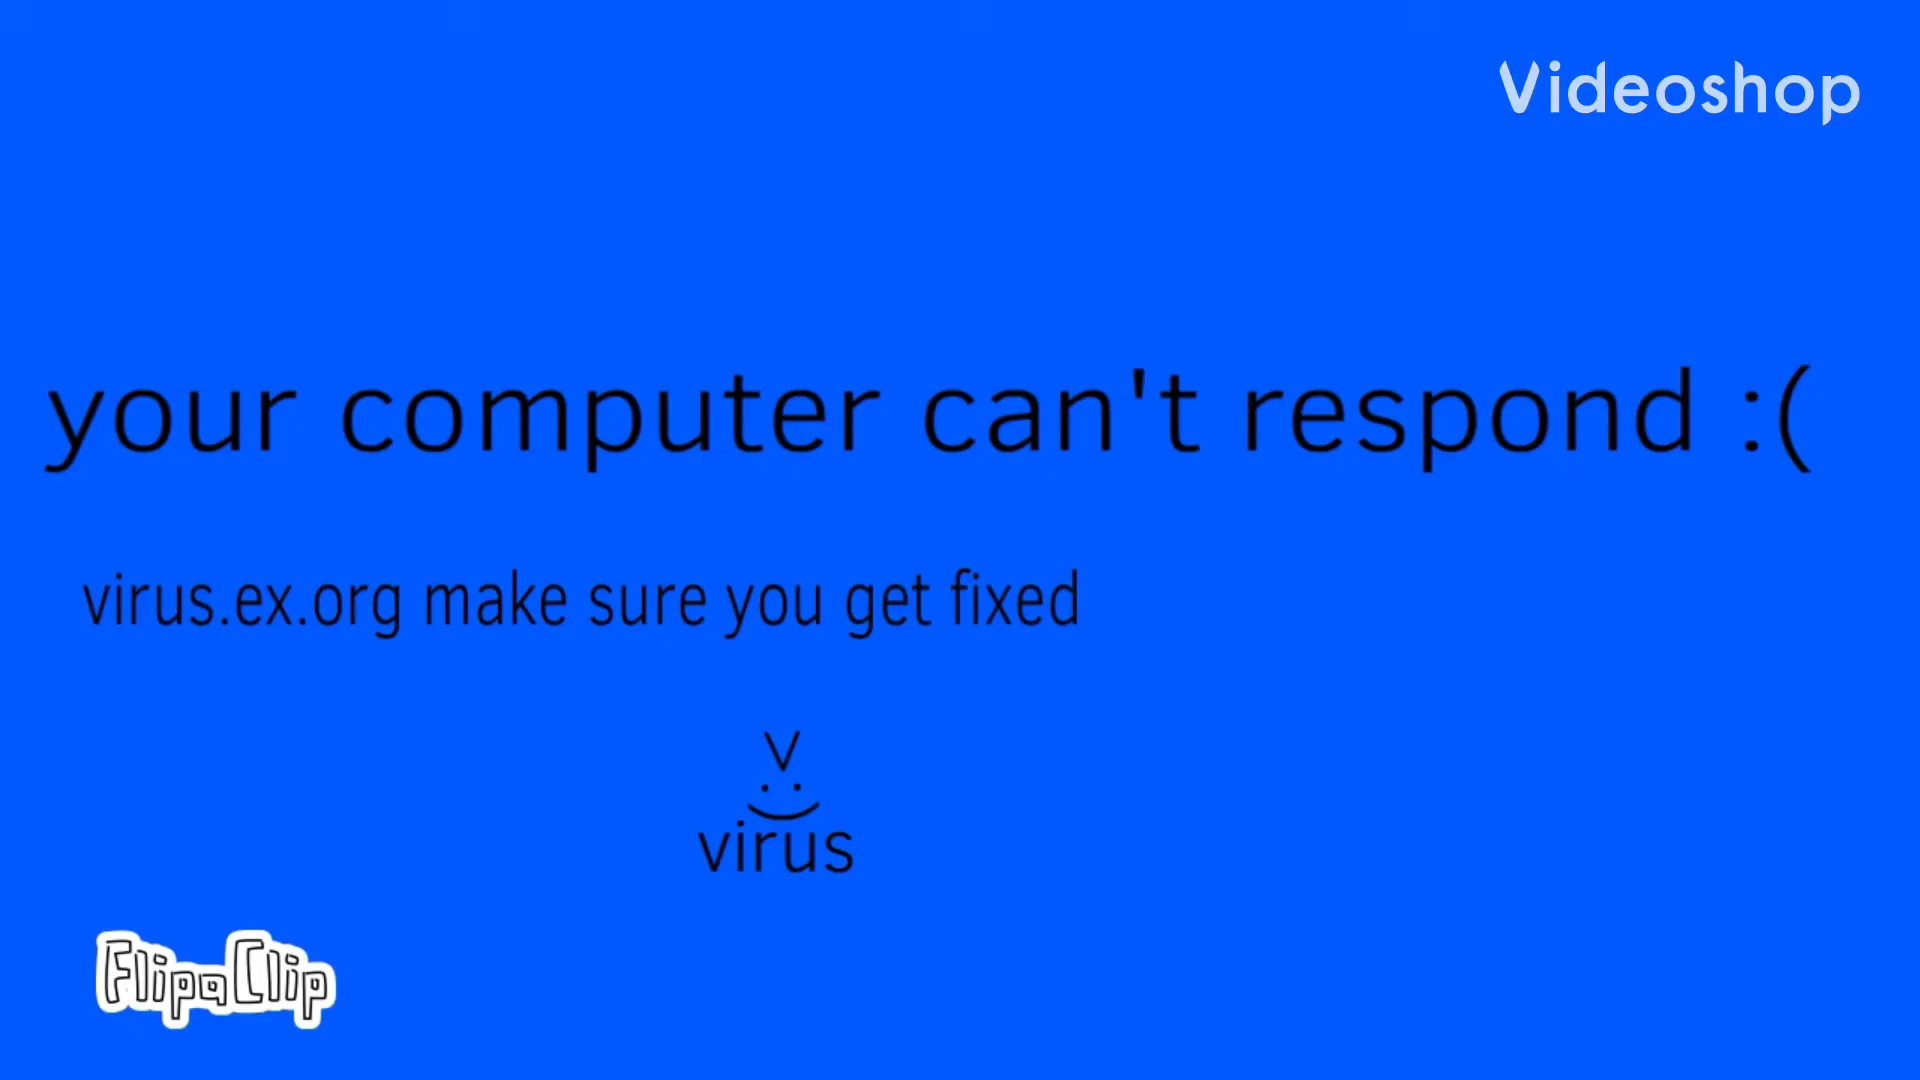 Videoshop
your computer can't respond :(
virus.ex.org make sure you get fixed
V
virus
FlipaClip